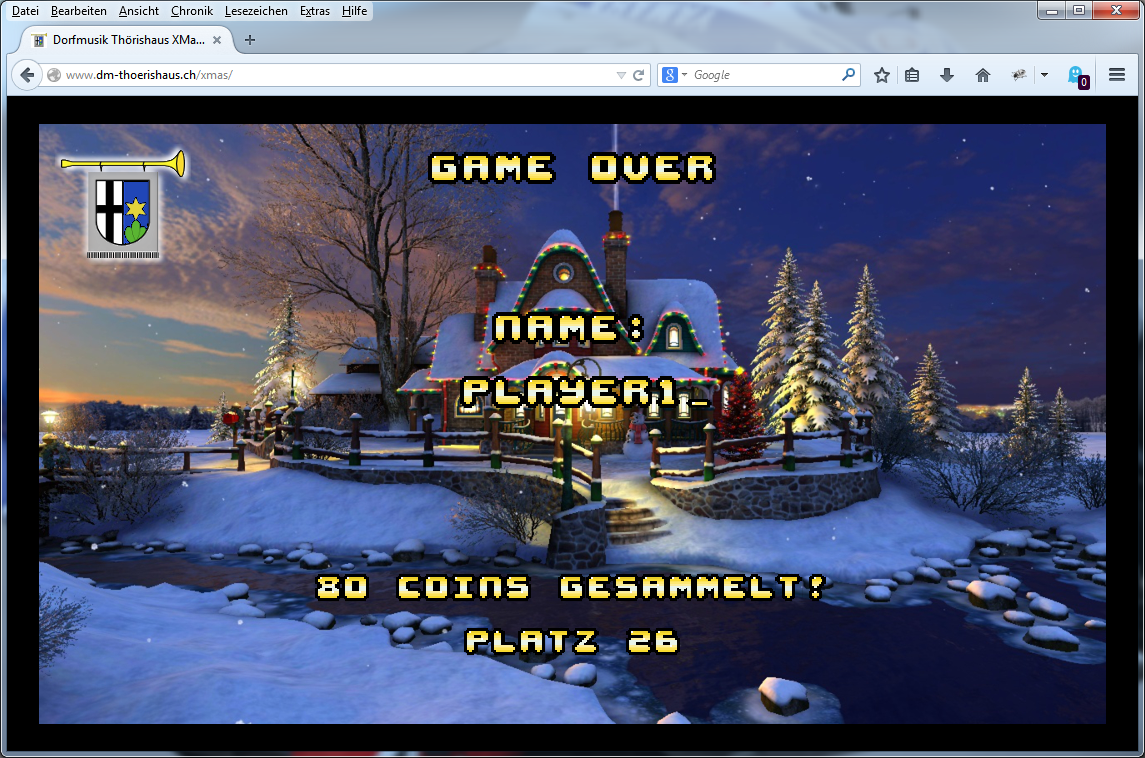 Datei Bearbeiten Ansicht Chronik Lesezeichen Extras Hilfe
Dorfmusik Thörishaus XMa...
www.dm-thoerishaus.ch/xmas/
Google
0
GAME OVER
NAME:
PLAYER1_
80 COINS GESAMMELT!
PLATZ 26